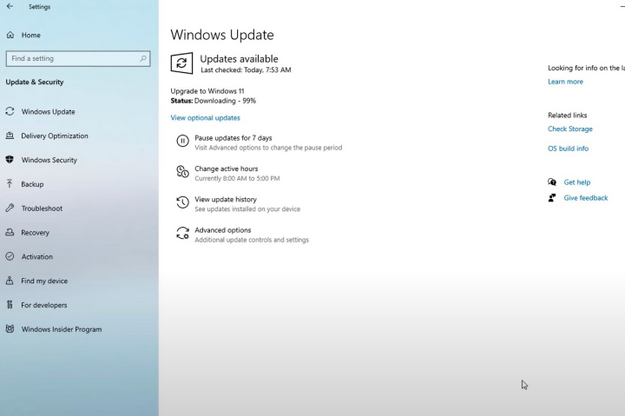 Settings
Home
Find a setting
Update & Security
Windows Update
Delivery Optimization
Windows Security
Backup
Troubleshoot
Recovery
Activation
Find my device
For developers
Windows Insider Program
Windows Update
Updates available
Last checked: Today, 7:53 AM
Upgrade to Windows 11
Status: Downloading - 99%
View optional updates
Pause updates for 7 days
Visit Advanced options to change the pause period
Change active hours
Currently 8:00 AM to 5:00 PM
View update history
See updates installed on your device
Advanced options
Additional update controls and settings
Looking for info on the la
Learn more
Related links
Check Storage
OS build info
Get help
Give feedback